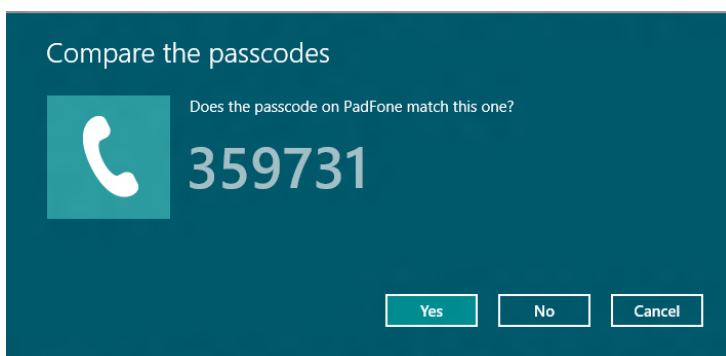 Compare the passcodes
Does the passcode on PadFone match this one?
359731
Yes
No
Cancel